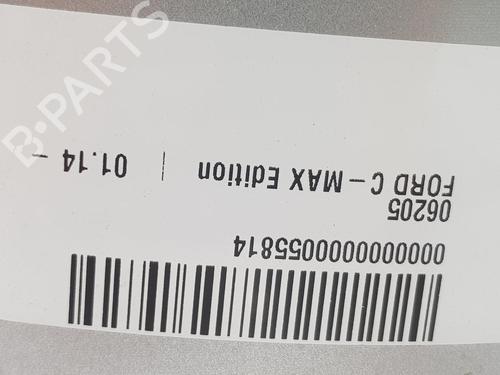 0000000000055814
06205
FORD C – MAX Edition | 01.14 –
B-PARTS